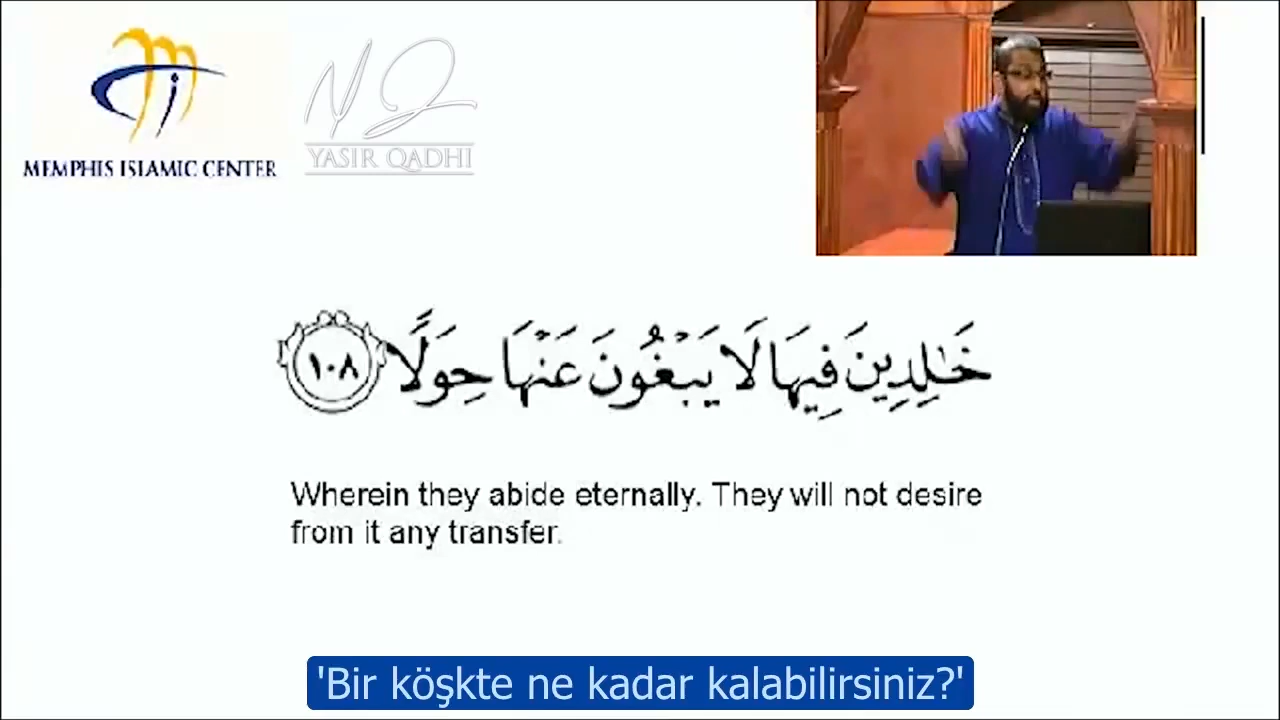 MEMPHIS ISLAMIC CENTER
YASIR QADHI
خَـٰلِدِينَ فِيهَا لَا يَبْغُونَ عَنْهَا حِوَلًا ١٠٨
Wherein they abide eternally. They will not desire
from it any transfer.
'Bir köşkte ne kadar kalabilirsiniz?'